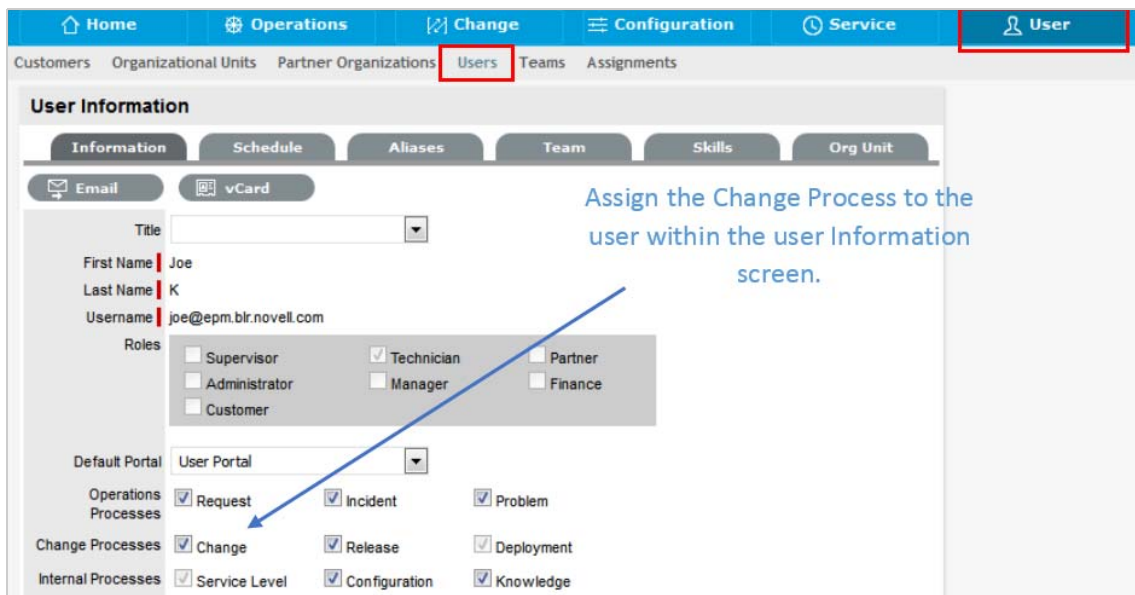 Home Operations Change Configuration Service User
Customers Organizational Units Partner Organizations Users Teams Assignments
User Information
Information Schedule Aliases Team Skills Org Unit
Email vCard
Assign the Change Process to the
user within the user Information
screen.
Title
First Name Joe
Last Name K
Username joe@epm.blr.novell.com
Roles
Supervisor Technician Partner
Administrator Manager Finance
Customer
Default Portal User Portal
Operations
Processes
Request Incident Problem
Change Processes Change Release Deployment
Internal Processes Service Level Configuration Knowledge